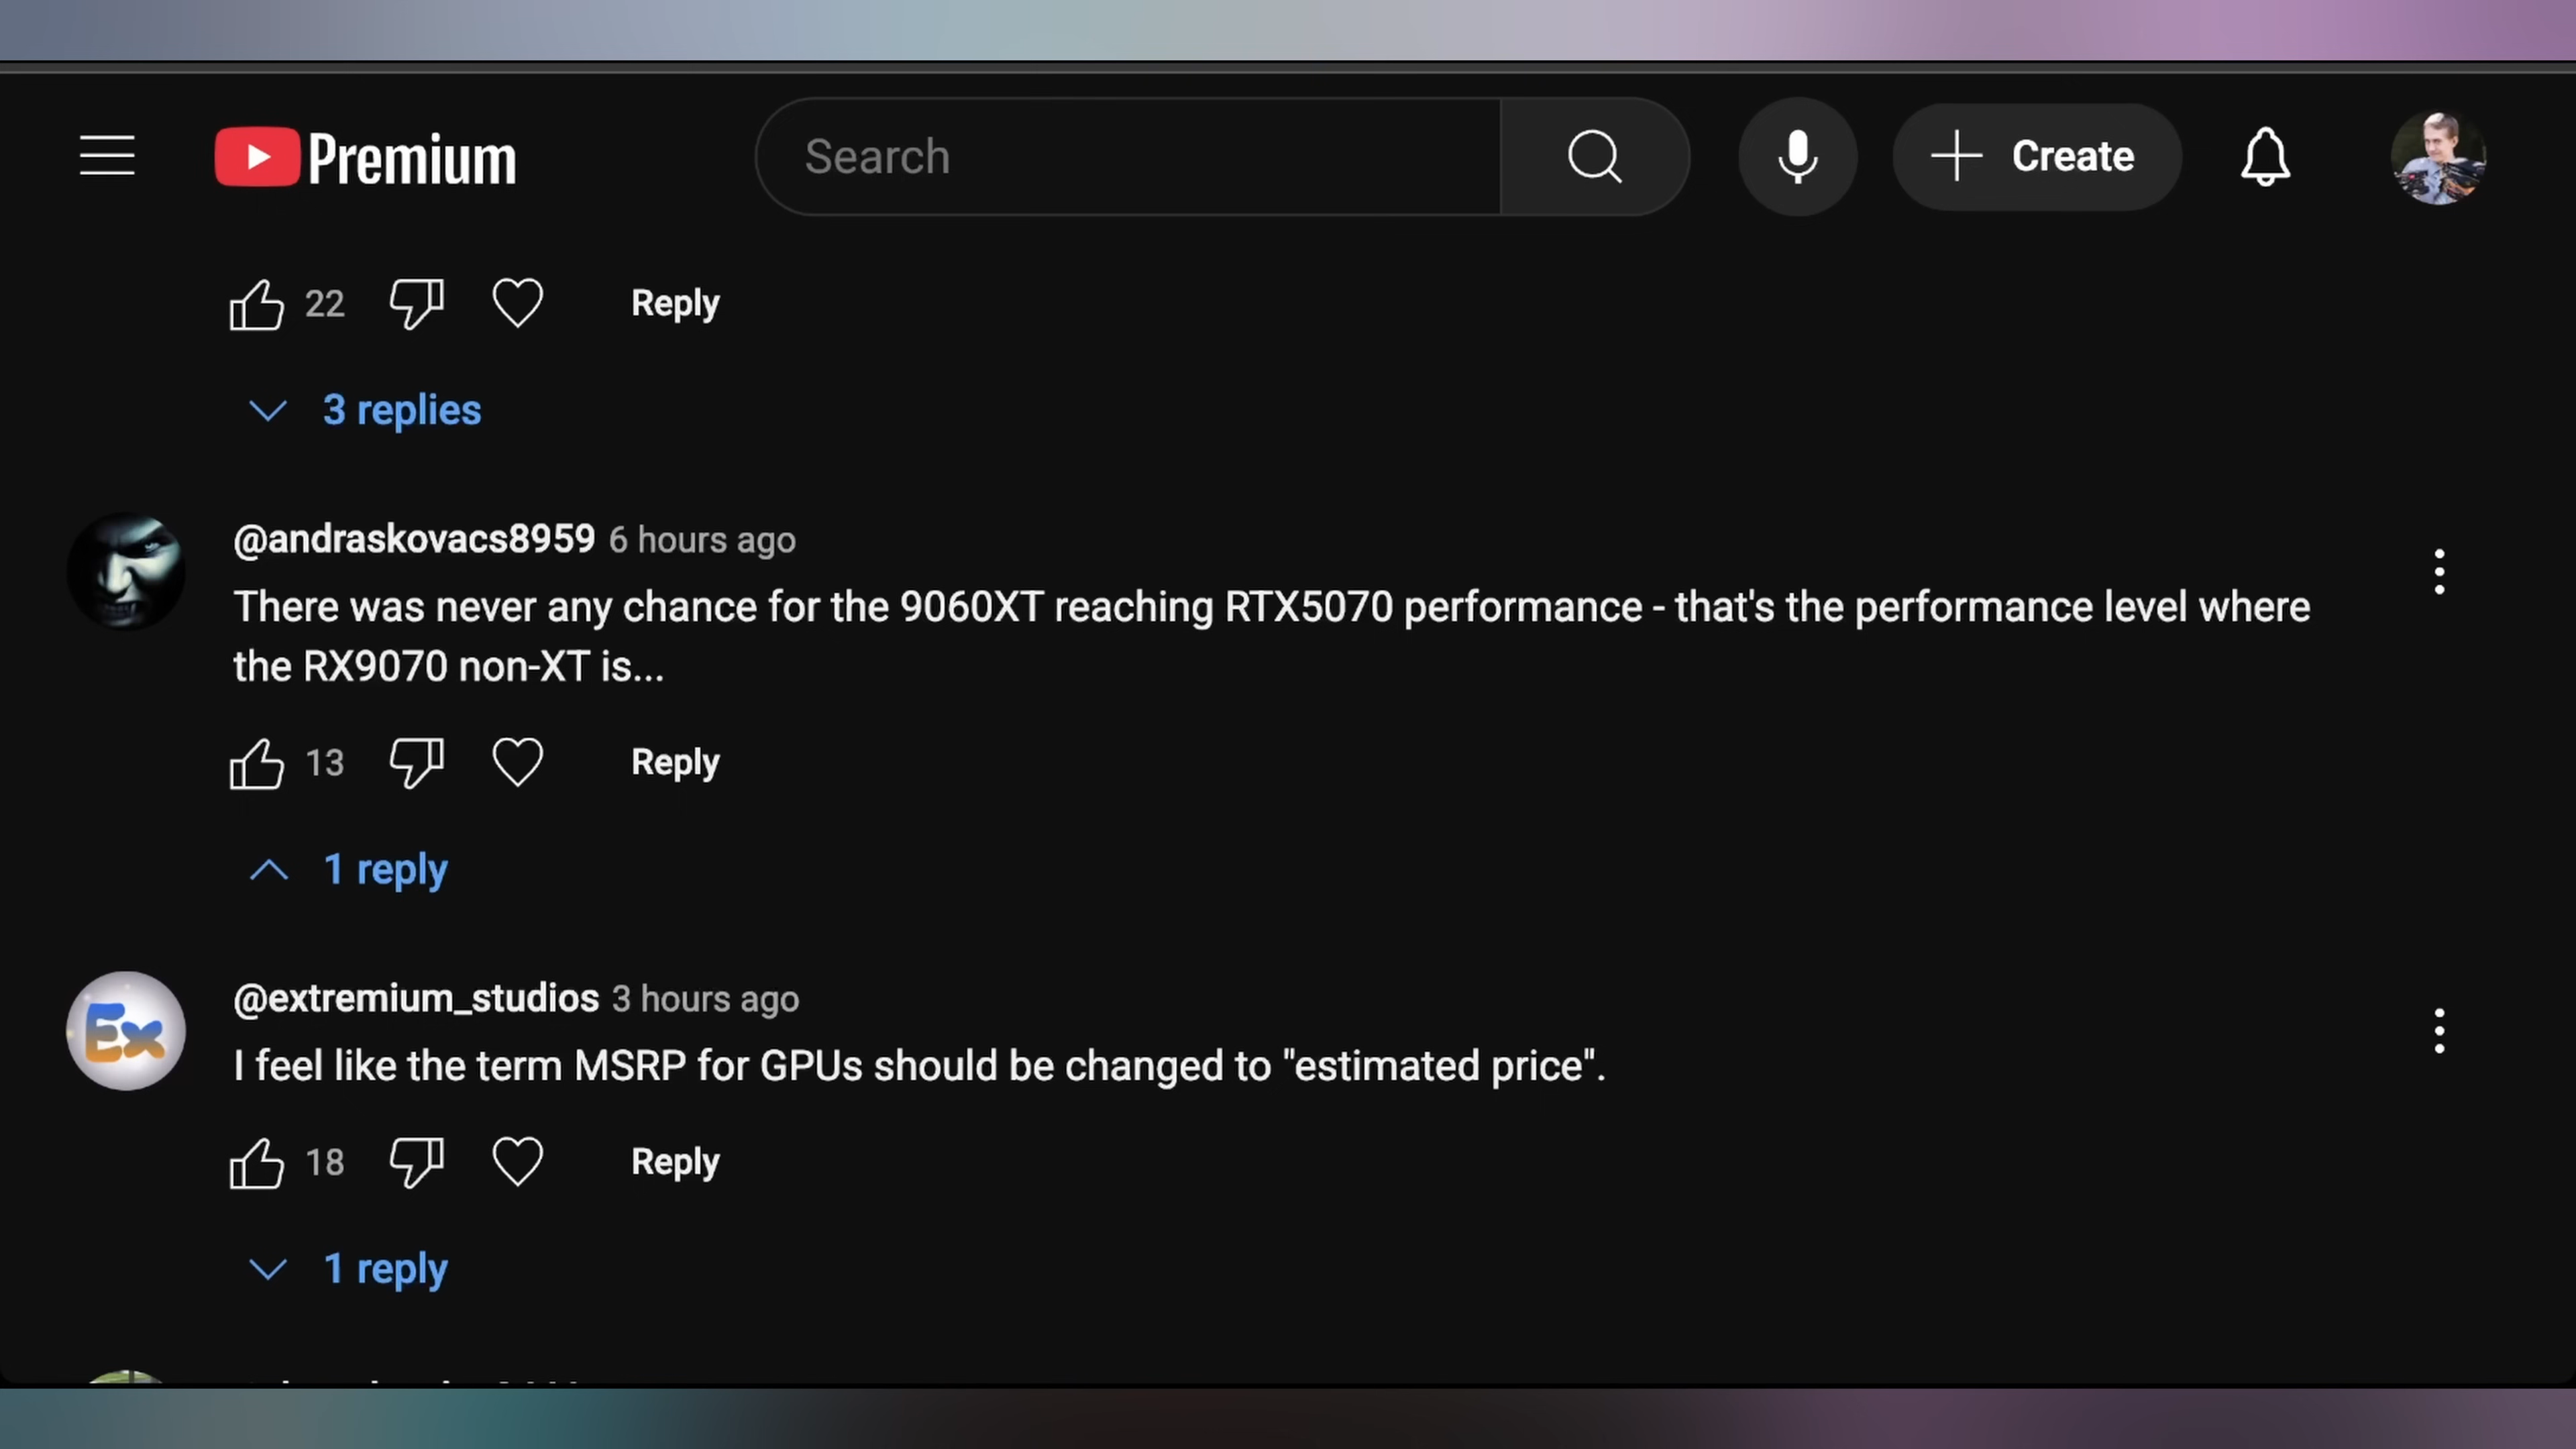 Premium
Search
Create
22
Reply
3 replies
@andraskovacs8959 6 hours ago
There was never any chance for the 9060XT reaching RTX5070 performance - that's the performance level where
the RX9070 non-XT is...
13
Reply
1 reply
Ex
@extremium_studios 3 hours ago
I feel like the term MSRP for GPUs should be changed to "estimated price".
18
Reply
1 reply